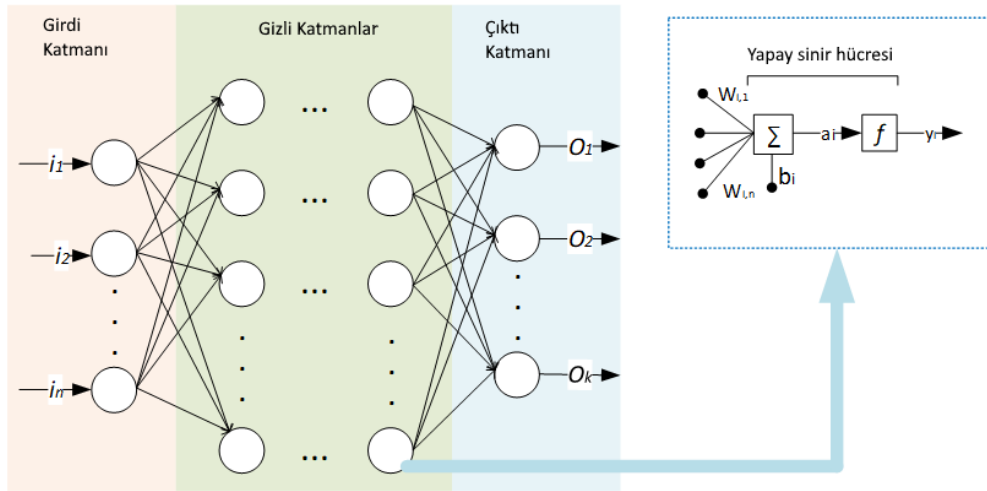 Girdi
Katmanı
Gizli Katmanlar
Çıktı
Katmanı
i1
i2
in
...
...
...
...
O1
O2
Ok
Yapay sinir hücresi
Wi,1
Σ
ai
f
yi
bi
Wi,n